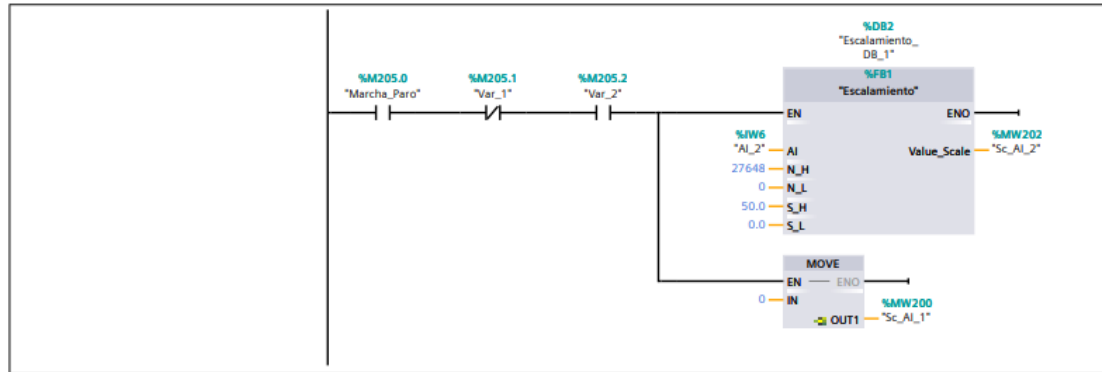 %DB2
"Escalamiento_
DB_1"
%M205.0
"Marcha_Paro"
%M205.1
"Var_1"
%M205.2
"Var_2"
%FB1
"Escalamiento"
EN
ENO
%IW6
"AI_2"
AI
Value_Scale
%MW202
"Sc_AI_2"
27648
N_H
0
N_L
50.0
S_H
0.0
S_L
MOVE
EN
ENO
0
IN
OUT1
%MW200
"Sc_AI_1"